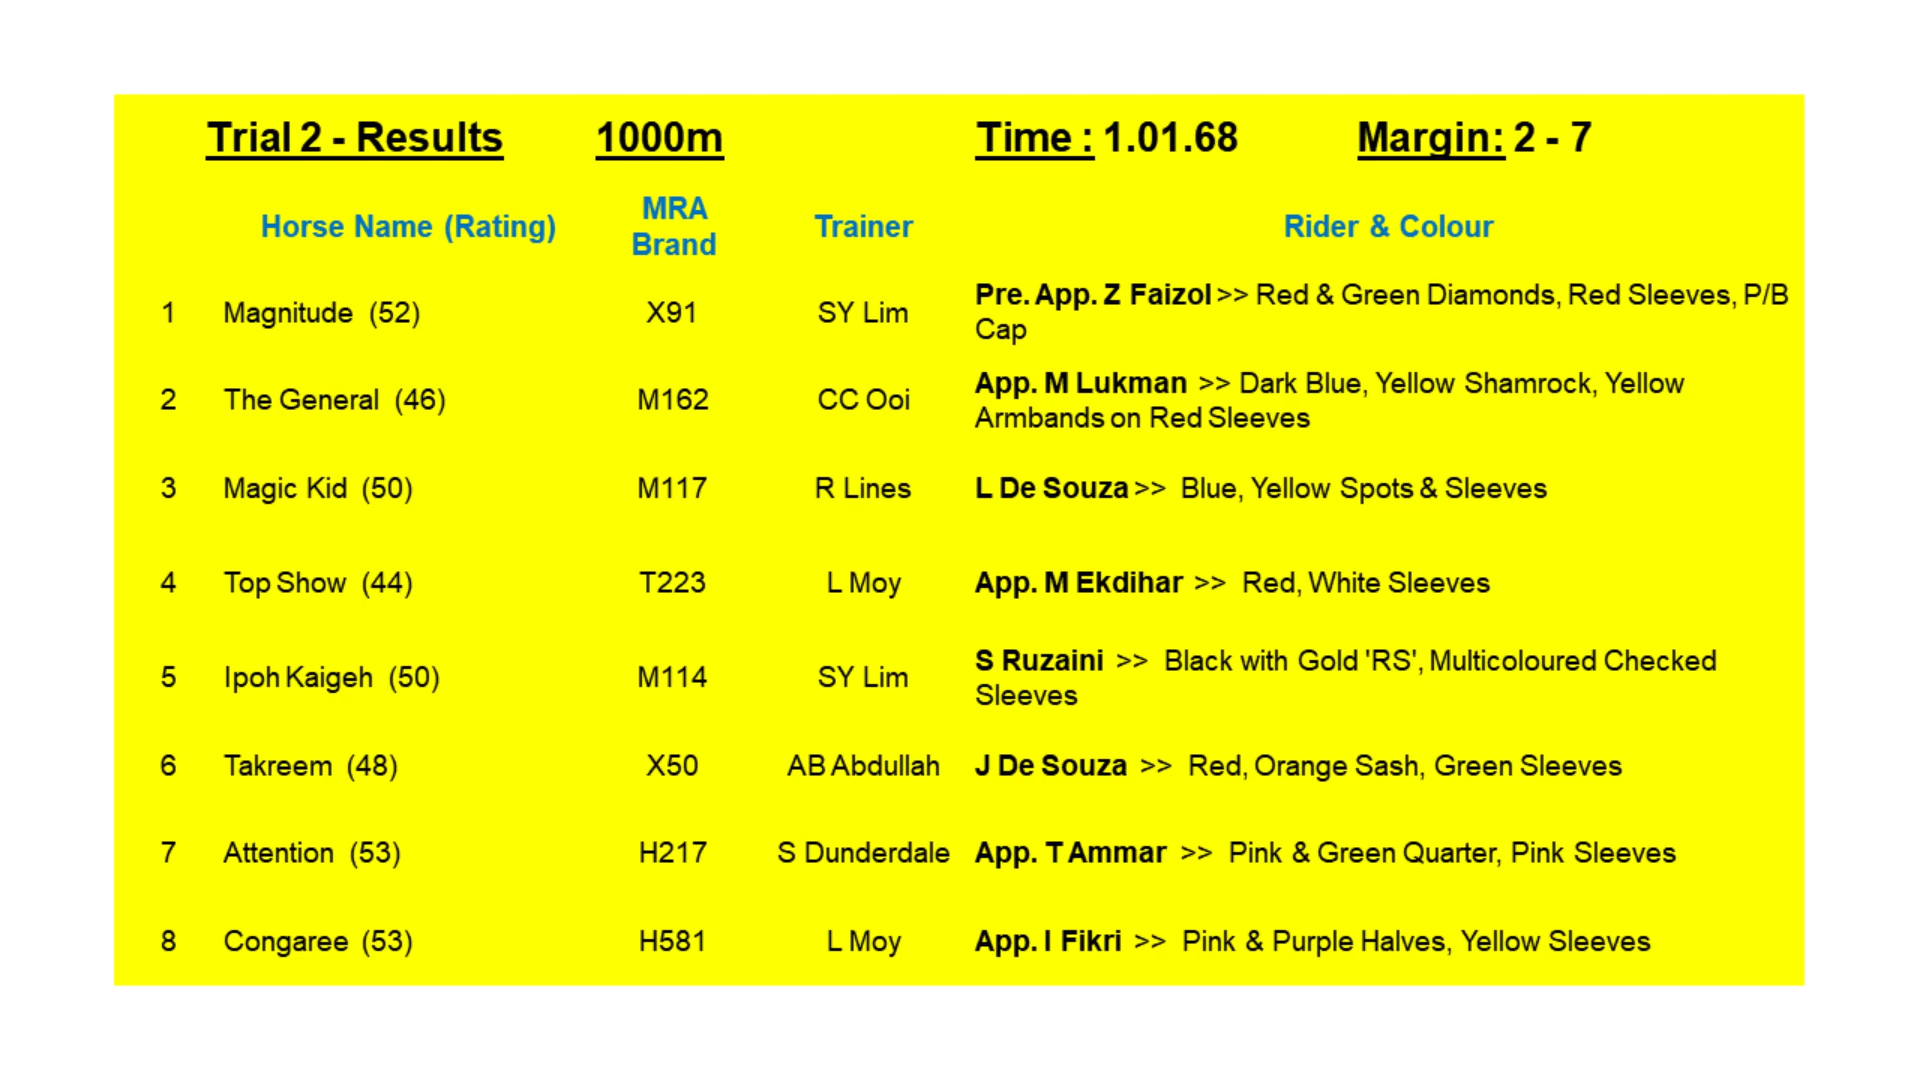 Trial 2 - Results 1000m Time : 1.01.68 Margin: 2 - 7
Horse Name (Rating) MRA Brand Trainer Rider & Colour
1 Magnitude (52) X91 SY Lim Pre. App. Z Faizol >> Red & Green Diamonds, Red Sleeves, P/B
Cap
2 The General (46) M162 CC Ooi App. M Lukman >> Dark Blue, Yellow Shamrock, Yellow
Armbands on Red Sleeves
3 Magic Kid (50) M117 R Lines L De Souza >> Blue, Yellow Spots & Sleeves
4 Top Show (44) T223 L Moy App. M Ekdihar >> Red, White Sleeves
5 Ipoh Kaigeh (50) M114 SY Lim S Ruzaini >> Black with Gold 'RS', Multicoloured Checked
Sleeves
6 Takreem (48) X50 AB Abdullah J De Souza >> Red, Orange Sash, Green Sleeves
7 Attention (53) H217 S Dunderdale App. T Ammar >> Pink & Green Quarter, Pink Sleeves
8 Congaree (53) H581 L Moy App. I Fikri >> Pink & Purple Halves, Yellow Sleeves